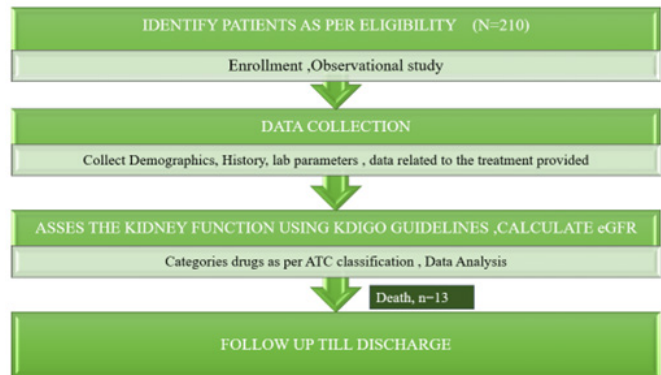 IDENTIFY PATIENTS AS PER ELIGIBILITY (N=210)
Enrollment ,Observational study
DATA COLLECTION
Collect Demographics, History, lab parameters , data related to the treatment provided
ASSES THE KIDNEY FUNCTION USING KDIGO GUIDELINES ,CALCULATE eGFR
Categories drugs as per ATC classification , Data Analysis
Death, n=13
FOLLOW UP TILL DISCHARGE